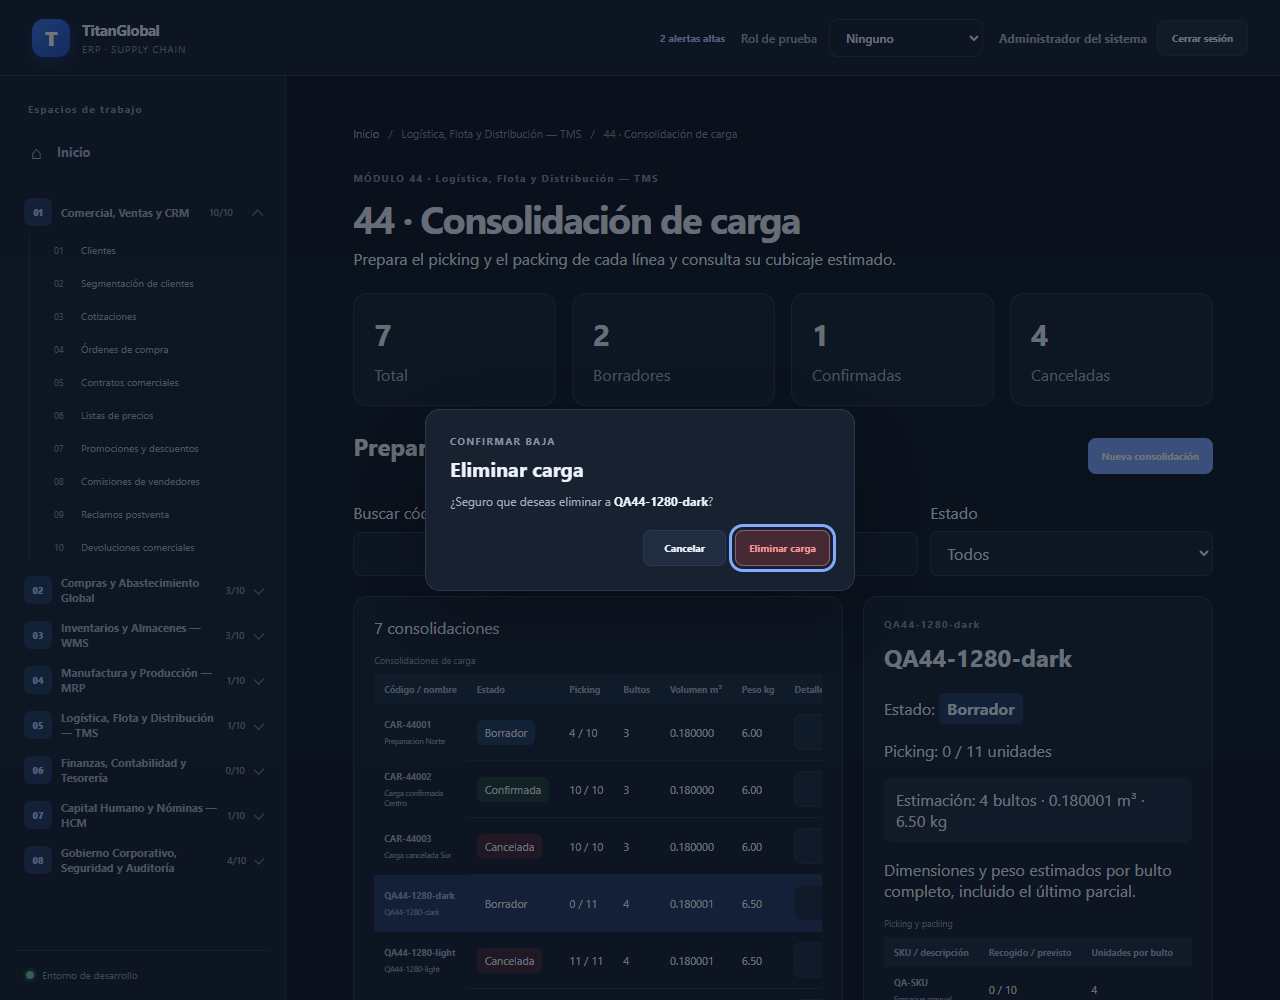 T
TitanGlobal
ERP · SUPPLY CHAIN
2 alertas altas
Rol de prueba
Ninguno
Administrador del sistema
Cerrar sesión
Espacios de trabajo
Inicio
01 Comercial, Ventas y CRM 10/10
01 Clientes
02 Segmentación de clientes
03 Cotizaciones
04 Órdenes de compra
05 Contratos comerciales
06 Listas de precios
07 Promociones y descuentos
08 Comisiones de vendedores
09 Reclamos postventa
10 Devoluciones comerciales
02 Compras y Abastecimiento Global 3/10
03 Inventarios y Almacenes — WMS 3/10
04 Manufactura y Producción — MRP 1/10
05 Logística, Flota y Distribución — TMS 1/10
06 Finanzas, Contabilidad y Tesorería 0/10
07 Capital Humano y Nóminas — HCM 1/10
08 Gobierno Corporativo, Seguridad y Auditoría 4/10
Entorno de desarrollo
Inicio / Logística, Flota y Distribución — TMS / 44 · Consolidación de carga
MÓDULO 44 · Logística, Flota y Distribución — TMS
44 · Consolidación de carga
Prepara el picking y el packing de cada línea y consulta su cubicaje estimado.
7
Total
2
Borradores
1
Confirmadas
4
Canceladas
Prepar
Nueva consolidación
Buscar có
Estado
Todos
CONFIRMAR BAJA
Eliminar carga
¿Seguro que deseas eliminar a QA44-1280-dark?
Cancelar
Eliminar carga
7 consolidaciones
Consolidaciones de carga
Código / nombre Estado Picking Bultos Volumen m³ Peso kg Detalle
CAR-44001
Preparación Norte
Borrador 4 / 10 3 0.180000 6.00
CAR-44002
Carga confirmada
Centro
Confirmada 10 / 10 3 0.180000 6.00
CAR-44003
Carga cancelada Sur
Cancelada 10 / 10 3 0.180000 6.00
QA44-1280-dark
QA44-1280-dark
Borrador 0 / 11 4 0.180001 6.50
QA44-1280-light
QA44-1280-light
Cancelada 11 / 11 4 0.180001 6.50
QA44-1280-dark
QA44-1280-dark
Estado: Borrador
Picking: 0 / 11 unidades
Estimación: 4 bultos · 0.180001 m³ ·
6.50 kg
Dimensiones y peso estimados por bulto
completo, incluido el último parcial.
Picking y packing
SKU / descripción Recogido / previsto Unidades por bulto
QA-SKU
0 / 10 4